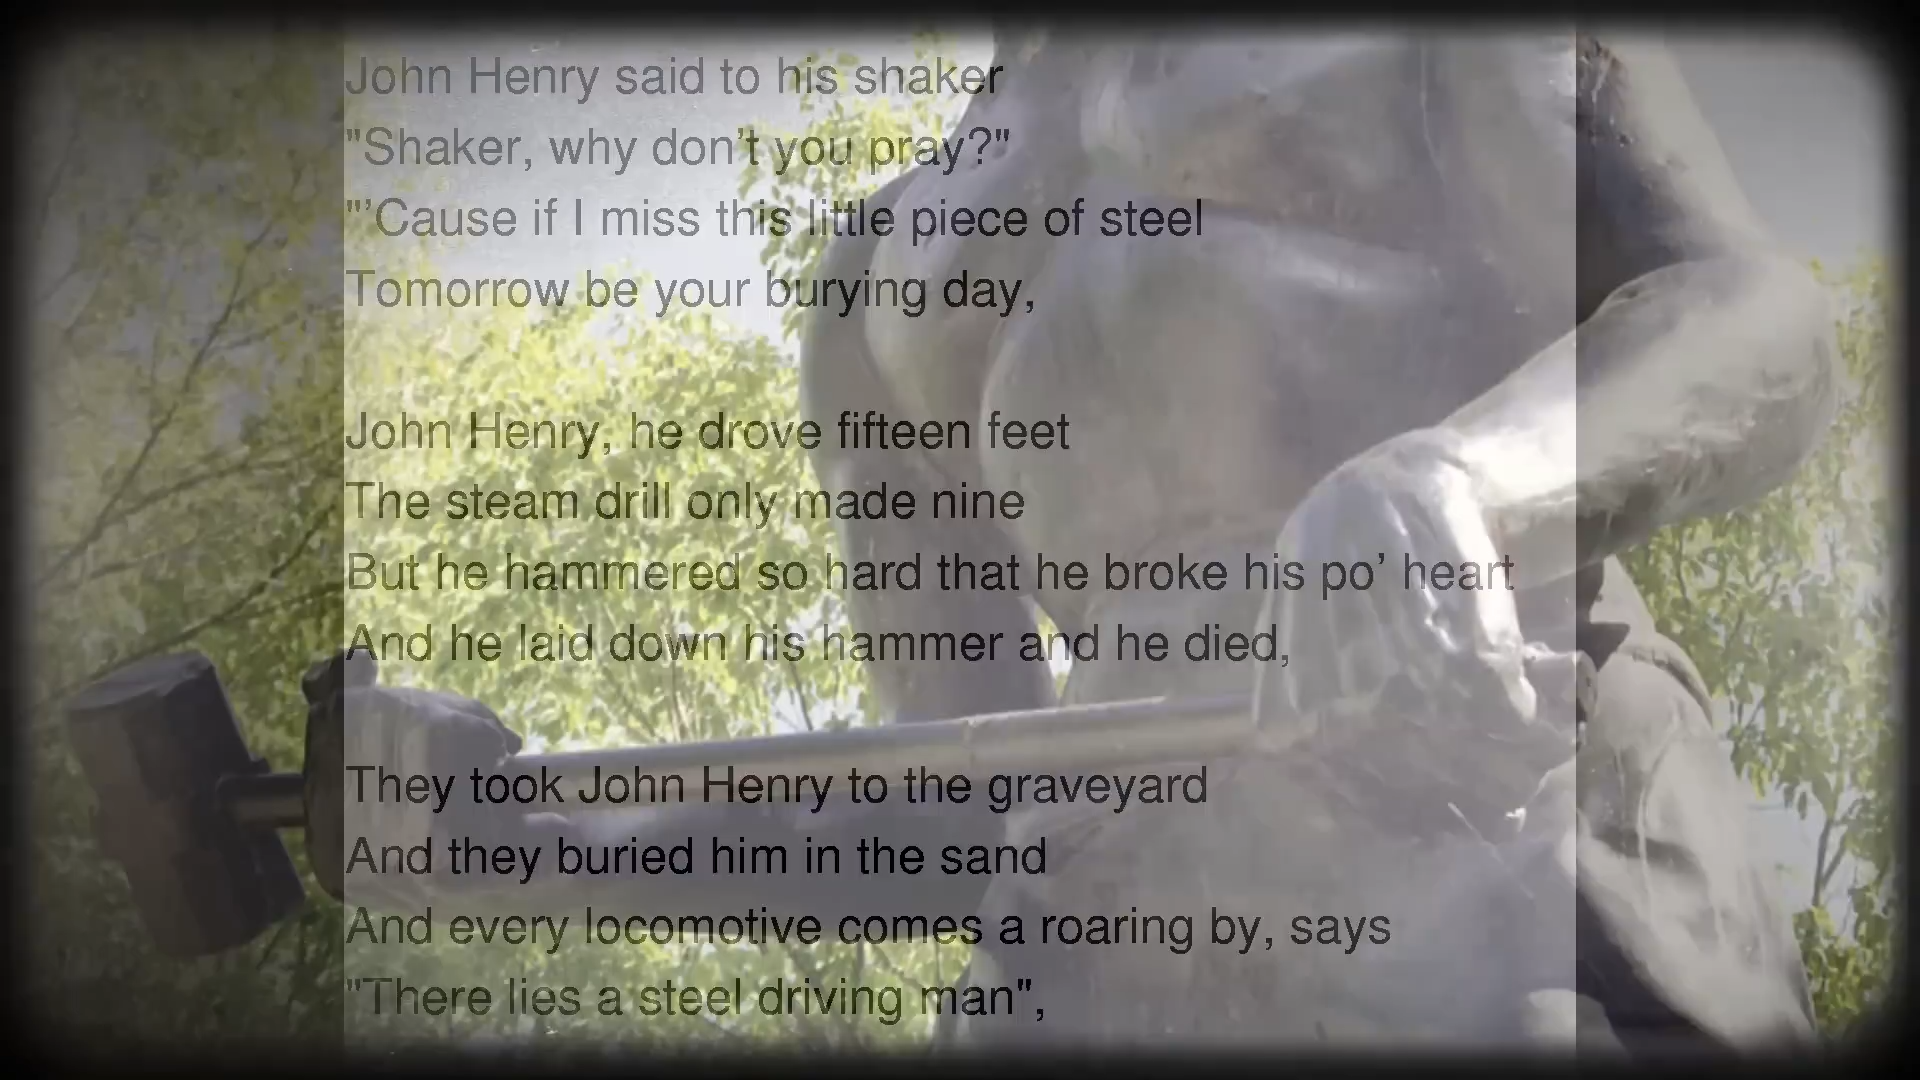 John Henry said to his shaker
"Shaker, why don’t you pray?"
"’Cause if I miss this little piece of steel
Tomorrow be your burying day,
John Henry, he drove fifteen feet
The steam drill only made nine
But he hammered so hard that he broke his po’ heart
And he laid down his hammer and he died,
They took John Henry to the graveyard
And they buried him in the sand
And every locomotive comes a roaring by, says
"There lies a steel driving man",